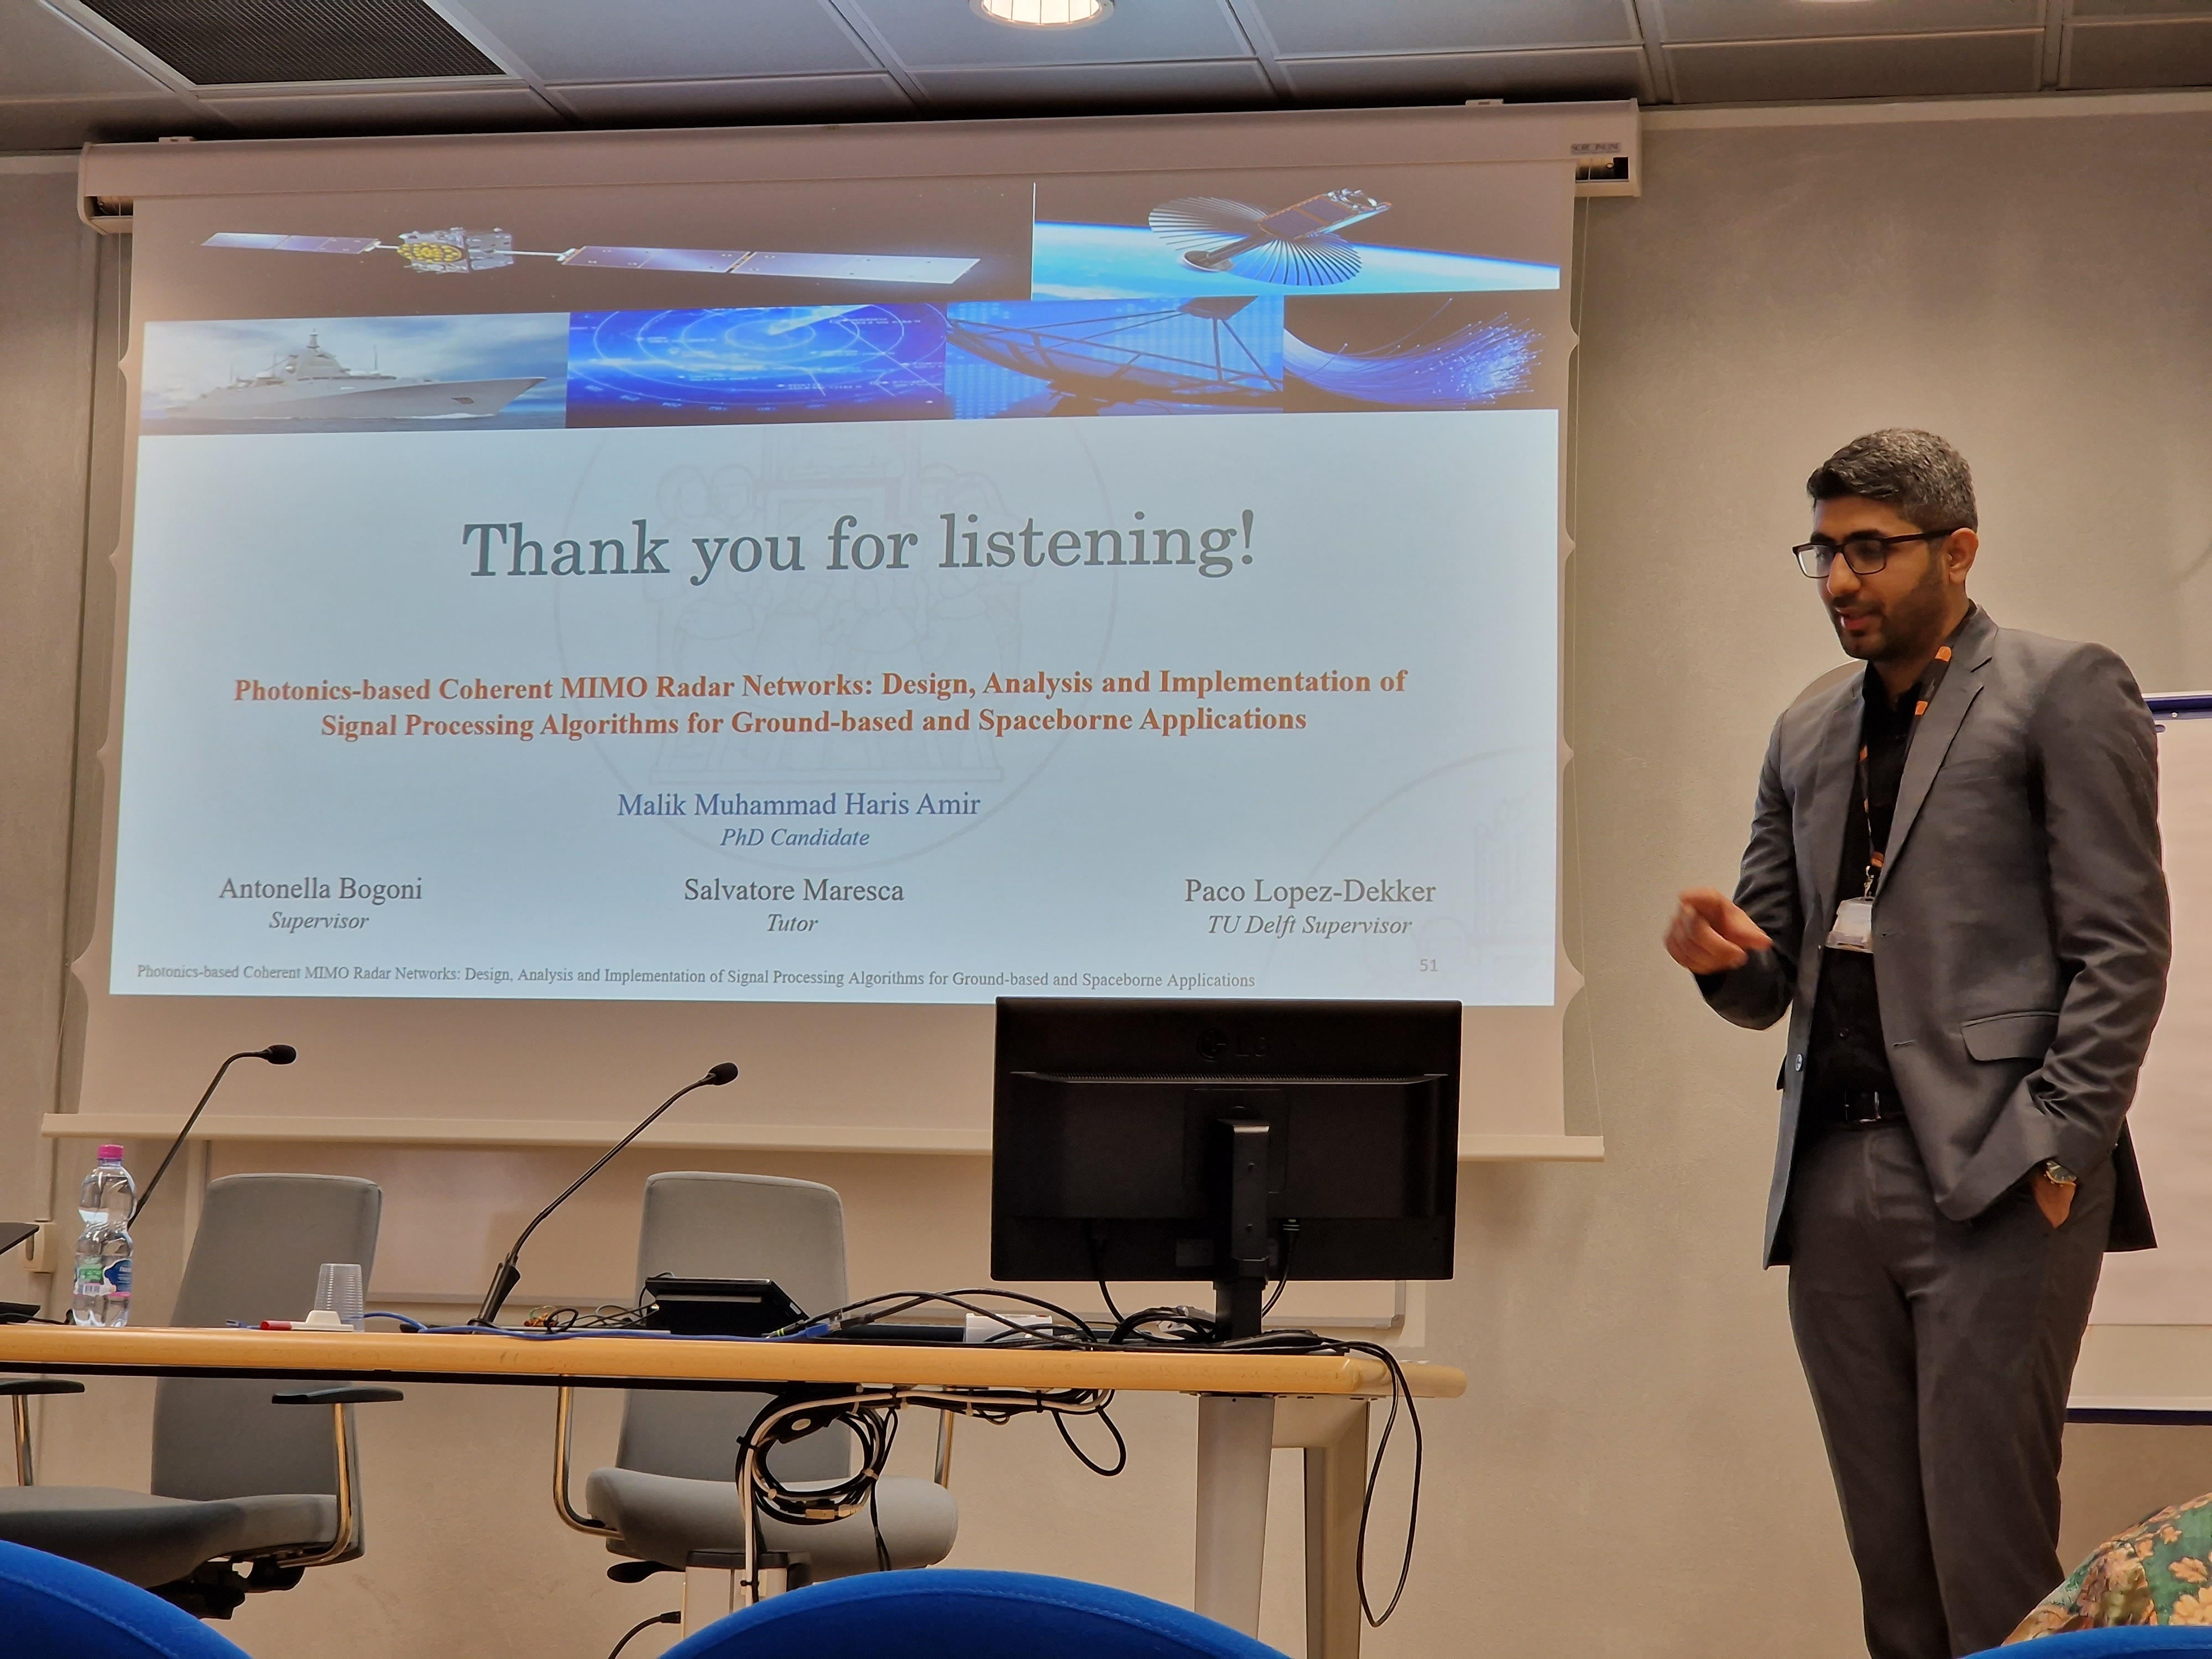 Thank you for listening!
Photonics-based Coherent MIMO Radar Networks: Design, Analysis and Implementation of
Signal Processing Algorithms for Ground-based and Spaceborne Applications
Malik Muhammad Haris Amir
PhD Candidate
Antonella Bogoni
Supervisor
Salvatore Maresca
Tutor
Paco Lopez-Dekker
TU Delft Supervisor
Photonics-based Coherent MIMO Radar Networks: Design, Analysis and Implementation of Signal Processing Algorithms for Ground-based and Spaceborne Applications
51
LG